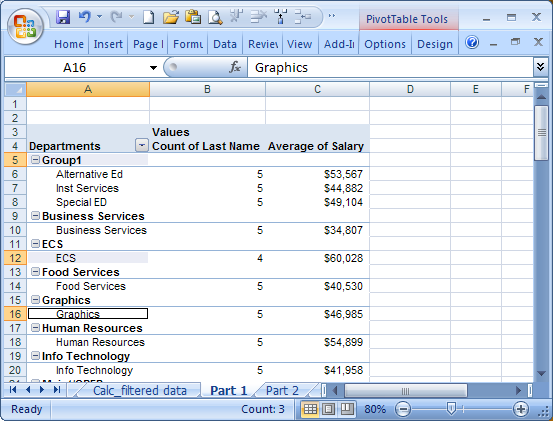 PivotTable Tools
Home Insert Page l Formu Data Review View Add-I Options Design
A16 fx Graphics
A B C D E F
1
2
3 Values
4 Departments Count of Last Name Average of Salary
5 Group1
6 Alternative Ed 5 $53,567
7 Inst Services 5 $44,882
8 Special ED 5 $49,104
9 Business Services
10 Business Services 5 $34,807
11 ECS
12 ECS 4 $60,028
13 Food Services
14 Food Services 5 $40,530
15 Graphics
16 Graphics 5 $46,985
17 Human Resources
18 Human Resources 5 $54,899
19 Info Technology
20 Info Technology 5 $41,958
Calc_filtered data Part 1 Part 2
Ready Count: 3 80%